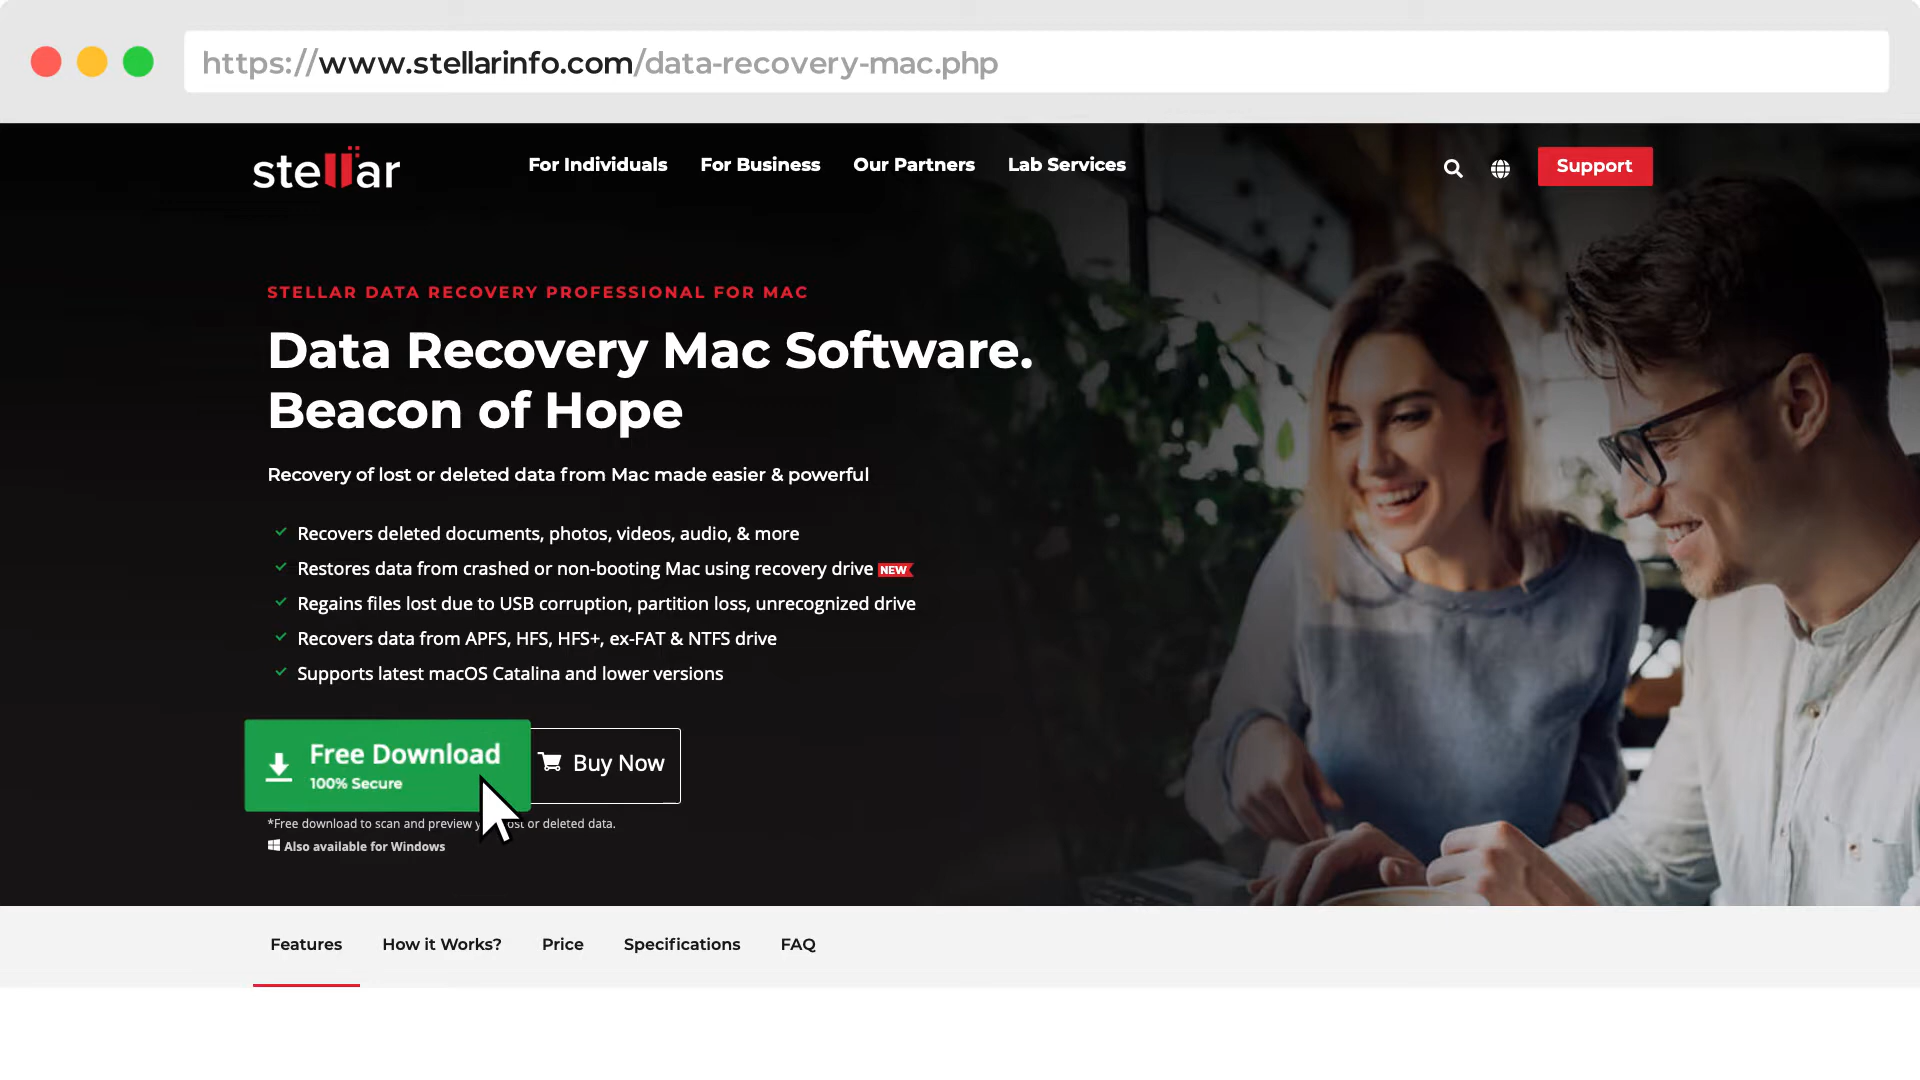 https://www.stellarinfo.com/data-recovery-mac.php
stellar
For Individuals
For Business
Our Partners
Lab Services
Support
STELLAR DATA RECOVERY PROFESSIONAL FOR MAC
Data Recovery Mac Software.
Beacon of Hope
Recovery of lost or deleted data from Mac made easier & powerful
Recovers deleted documents, photos, videos, audio, & more
Restores data from crashed or non-booting Mac using recovery drive NEW
Regains files lost due to USB corruption, partition loss, unrecognized drive
Recovers data from APFS, HFS, HFS+, ex-FAT & NTFS drive
Supports latest macOS Catalina and lower versions
Free Download
100% Secure
Buy Now
*Free download to scan and preview or deleted data.
Also available for Windows
Features
How it Works?
Price
Specifications
FAQ